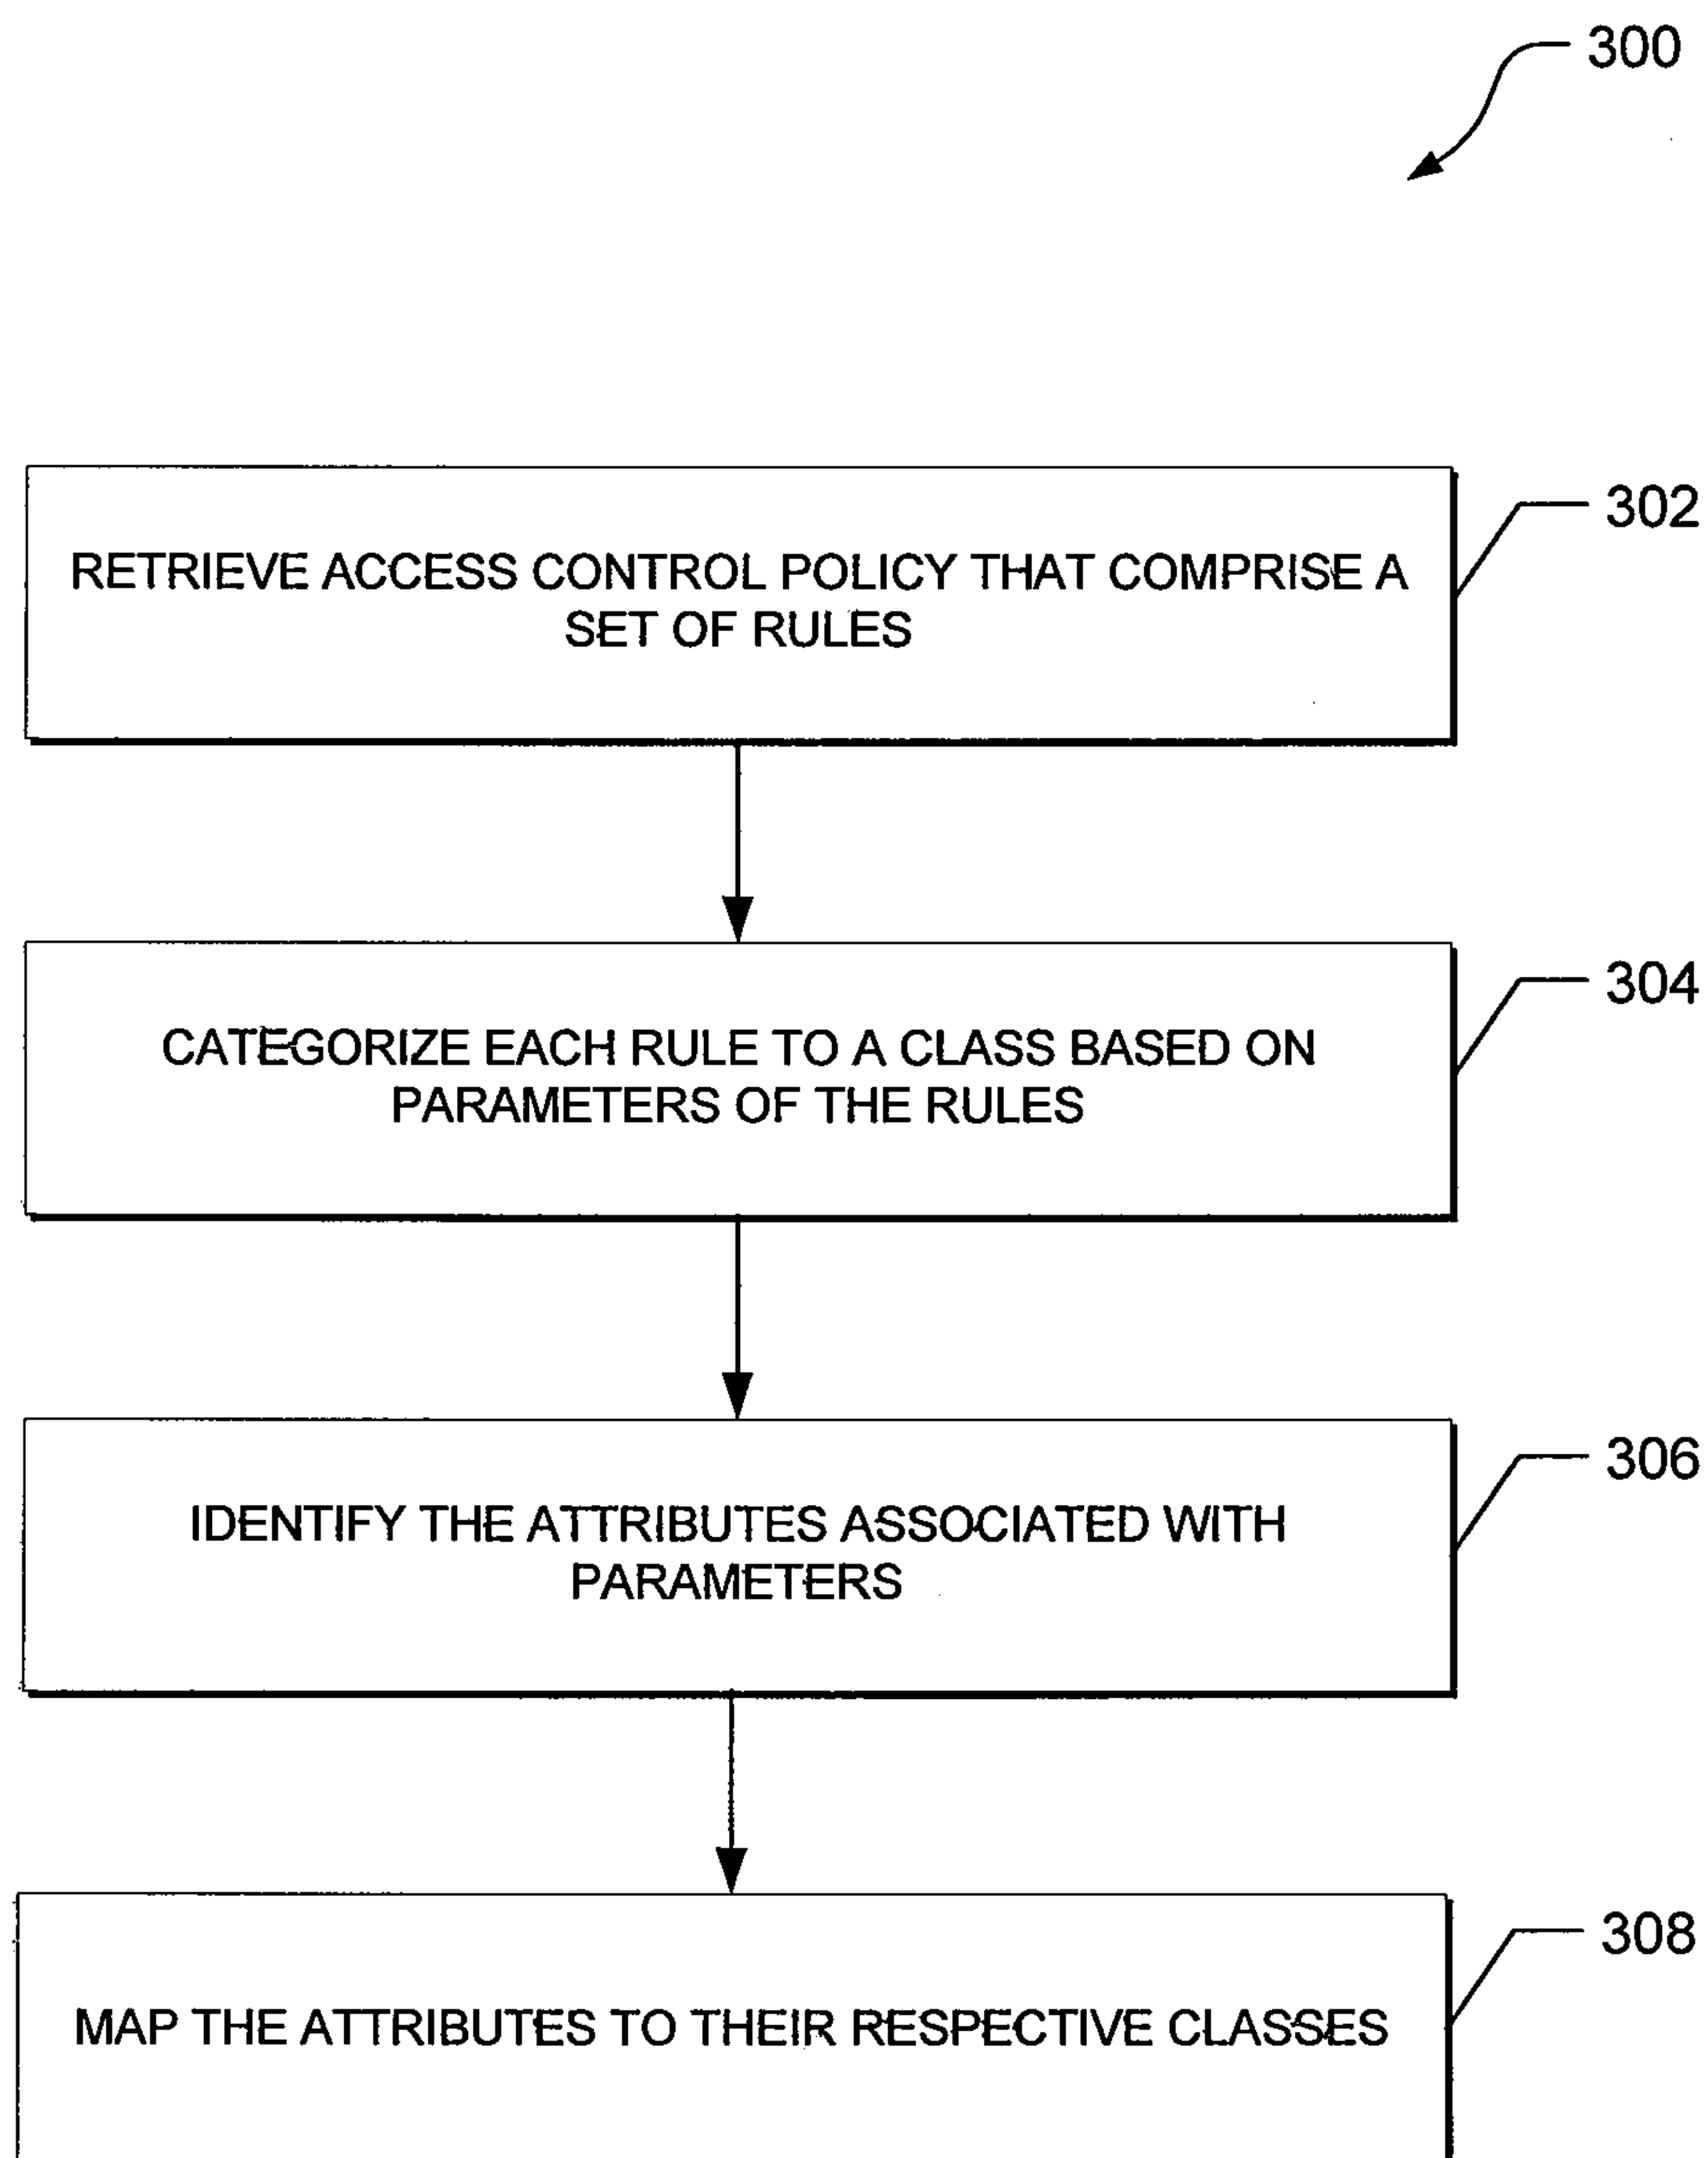 300
RETRIEVE ACCESS CONTROL POLICY THAT COMPRISE A
SET OF RULES
302
CATEGORIZE EACH RULE TO A CLASS BASED ON
PARAMETERS OF THE RULES
304
IDENTIFY THE ATTRIBUTES ASSOCIATED WITH
PARAMETERS
306
MAP THE ATTRIBUTES TO THEIR RESPECTIVE CLASSES
308